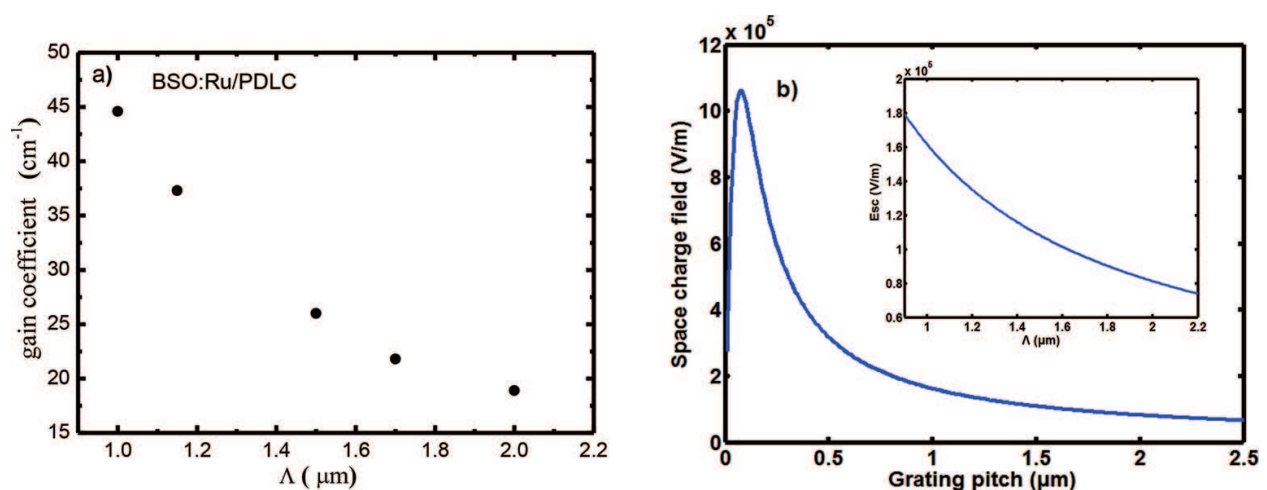 a)
BSO:Ru/PDLC
50
45
40
35
30
25
20
15
gain coefficient (cm⁻¹)
1.0 1.2 1.4 1.6 1.8 2.0 2.2
Λ ( μm)
b)
x 10⁵
12
10
8
6
4
2
0
Space charge field (V/m)
0 0.5 1 1.5 2 2.5
Grating pitch (μm)
x 10⁵
2
1.8
1.6
1.4
1.2
1
0.8
0.6
Esc (V/m)
1 1.2 1.4 1.6 1.8 2 2.2
Λ (μm)